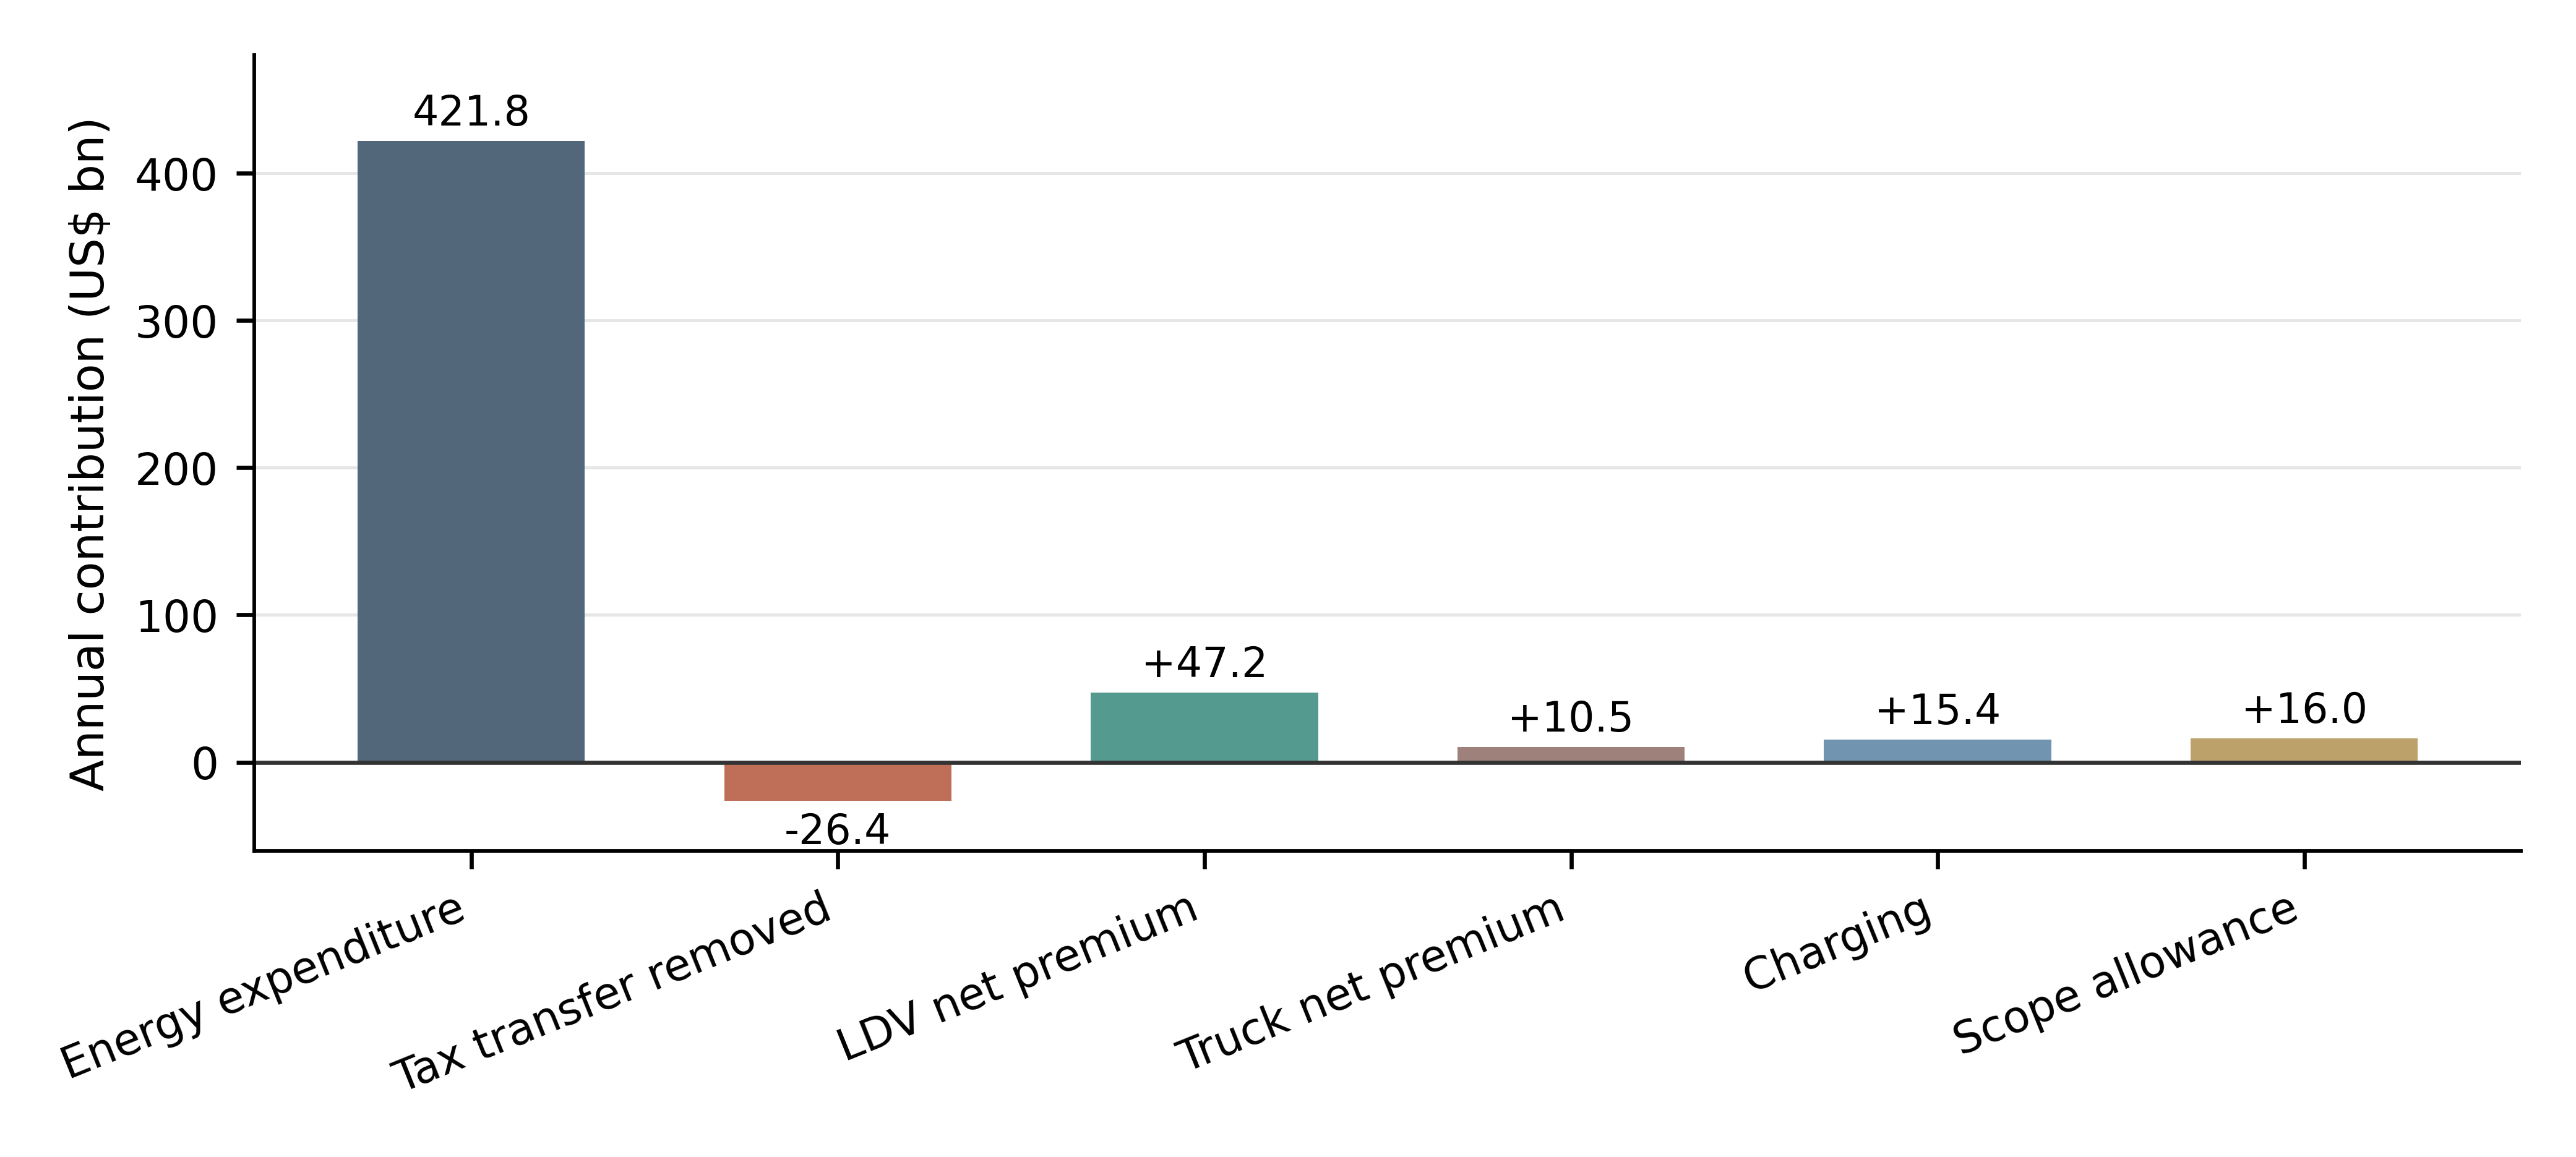 Annual contribution (US$ bn)
400
300
200
100
0
421.8
-26.4
+47.2
+10.5
+15.4
+16.0
Energy expenditure
Tax transfer removed
LDV net premium
Truck net premium
Charging
Scope allowance